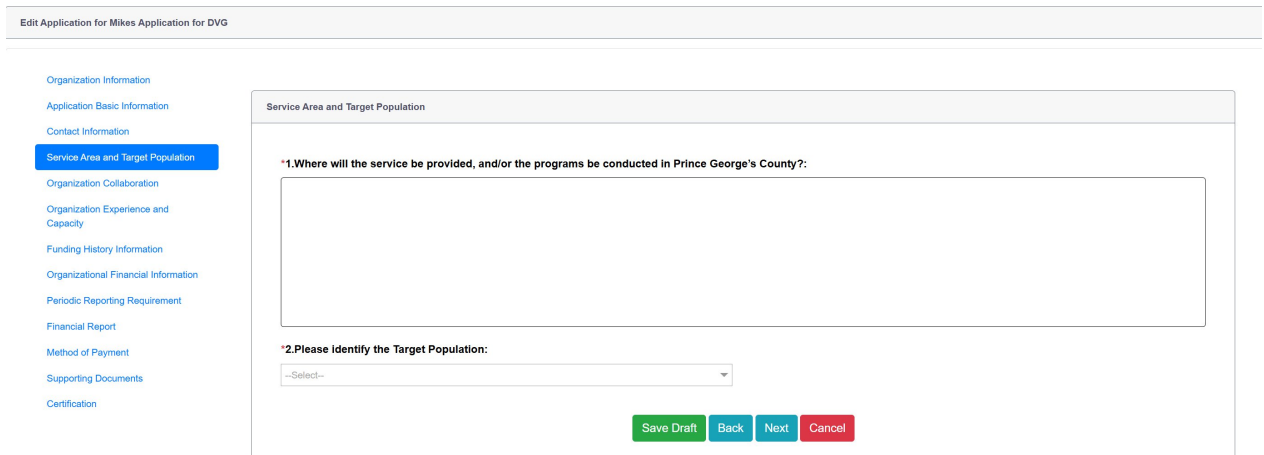 Edit Application for Mikes Application for DVG
Organization Information
Application Basic Information
Contact Information
Service Area and Target Population
Organization Collaboration
Organization Experience and
Capacity
Funding History Information
Organizational Financial Information
Periodic Reporting Requirement
Financial Report
Method of Payment
Supporting Documents
Certification
Service Area and Target Population
*1.Where will the service be provided, and/or the programs be conducted in Prince George's County?:
*2.Please identify the Target Population:
--Select--
Save Draft Back Next Cancel